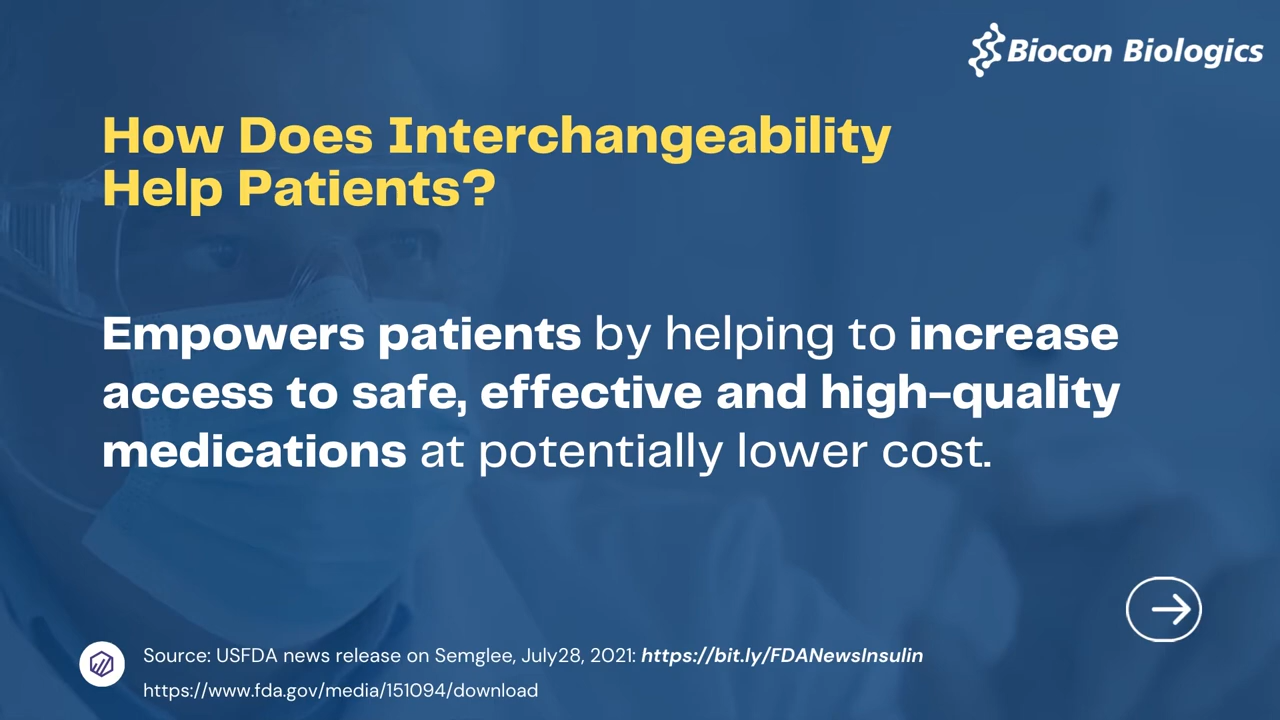 Biocon Biologics
How Does Interchangeability
Help Patients?
Empowers patients by helping to increase
access to safe, effective and high-quality
medications at potentially lower cost.
Source: USFDA news release on Semglee, July28, 2021: https://bit.ly/FDANewsInsulin
https://www.fda.gov/media/151094/download